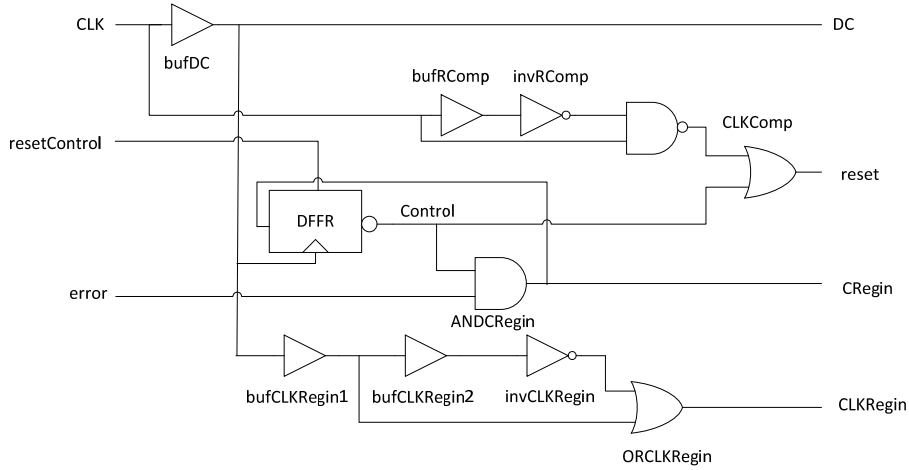 CLK
DC
bufDC
bufRComp
invRComp
CLKComp
resetControl
reset
DFFR
Control
error
CRegin
ANDCRegin
bufCLKRegin1
bufCLKRegin2
invCLKRegin
CLKRegin
ORCLKRegin